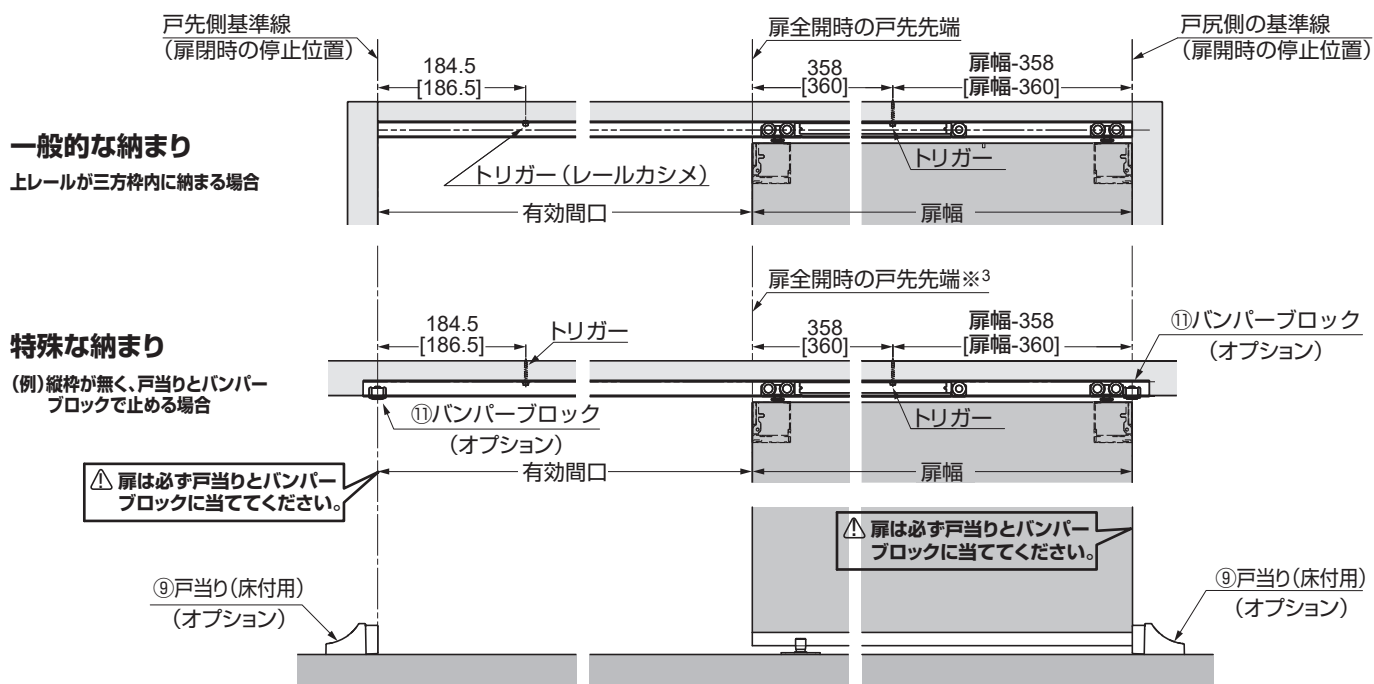 戸先側基準線
(扉閉時の停止位置)
扉全開時の戸先先端
戸尻側の基準線
(扉開時の停止位置)
184.5
[186.5]
358
[360]
扉幅-358
[扉幅-360]
一般的な納まり
上レールが三方枠内に納まる場合
トリガー(レールカシメ)
トリガー
有効間口
扉幅
扉全開時の戸先先端※3
特殊な納まり
(例)縦枠が無く、戸当りとバンパー
ブロックで止める場合
184.5
[186.5]
トリガー
358
[360]
扉幅-358
[扉幅-360]
⑪バンパーブロック
(オプション)
⑪バンパーブロック
(オプション)
トリガー
有効間口
扉幅
⚠ 扉は必ず戸当りとバンパー
ブロックに当ててください。
⚠ 扉は必ず戸当りとバンパー
ブロックに当ててください。
⑨戸当り(床付用)
(オプション)
⑨戸当り(床付用)
(オプション)